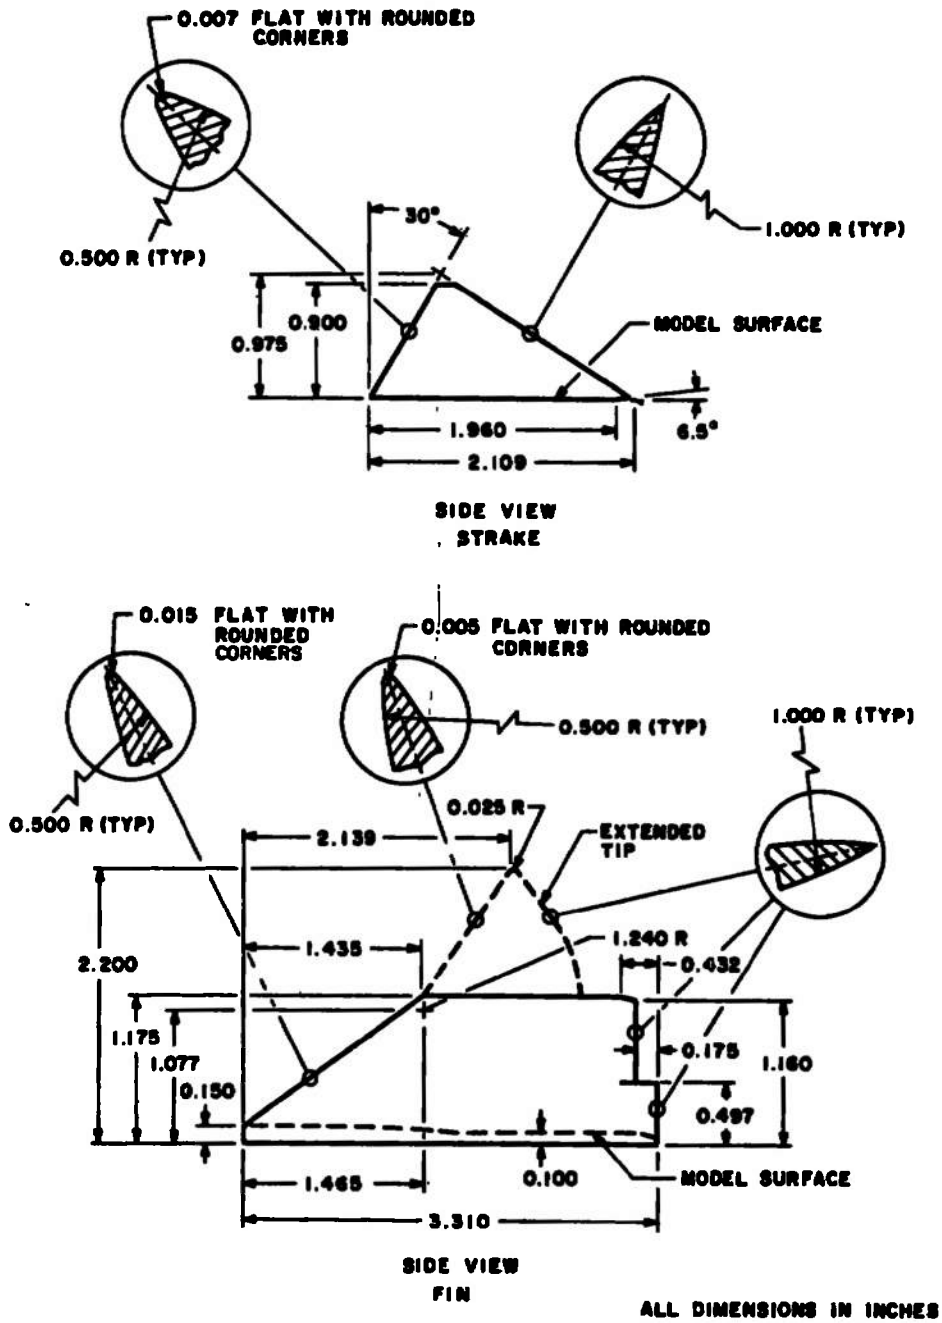 0.007 FLAT WITH ROUNDED
CORNERS
0.500 R (TYP)
30°
1.000 R (TYP)
0.975
0.900
MODEL SURFACE
1.960
6.5°
2.109
SIDE VIEW
STRAKE
0.015 FLAT WITH
ROUNDED
CORNERS
0.005 FLAT WITH ROUNDED
CORNERS
0.500 R (TYP)
1.000 R (TYP)
0.500 R (TYP)
0.025 R
2.139
EXTENDED
TIP
1.435
1.240 R
2.200
0.432
1.175
1.077
0.175
1.160
0.150
0.497
1.465
0.100
MODEL SURFACE
3.310
SIDE VIEW
FIN
ALL DIMENSIONS IN INCHES